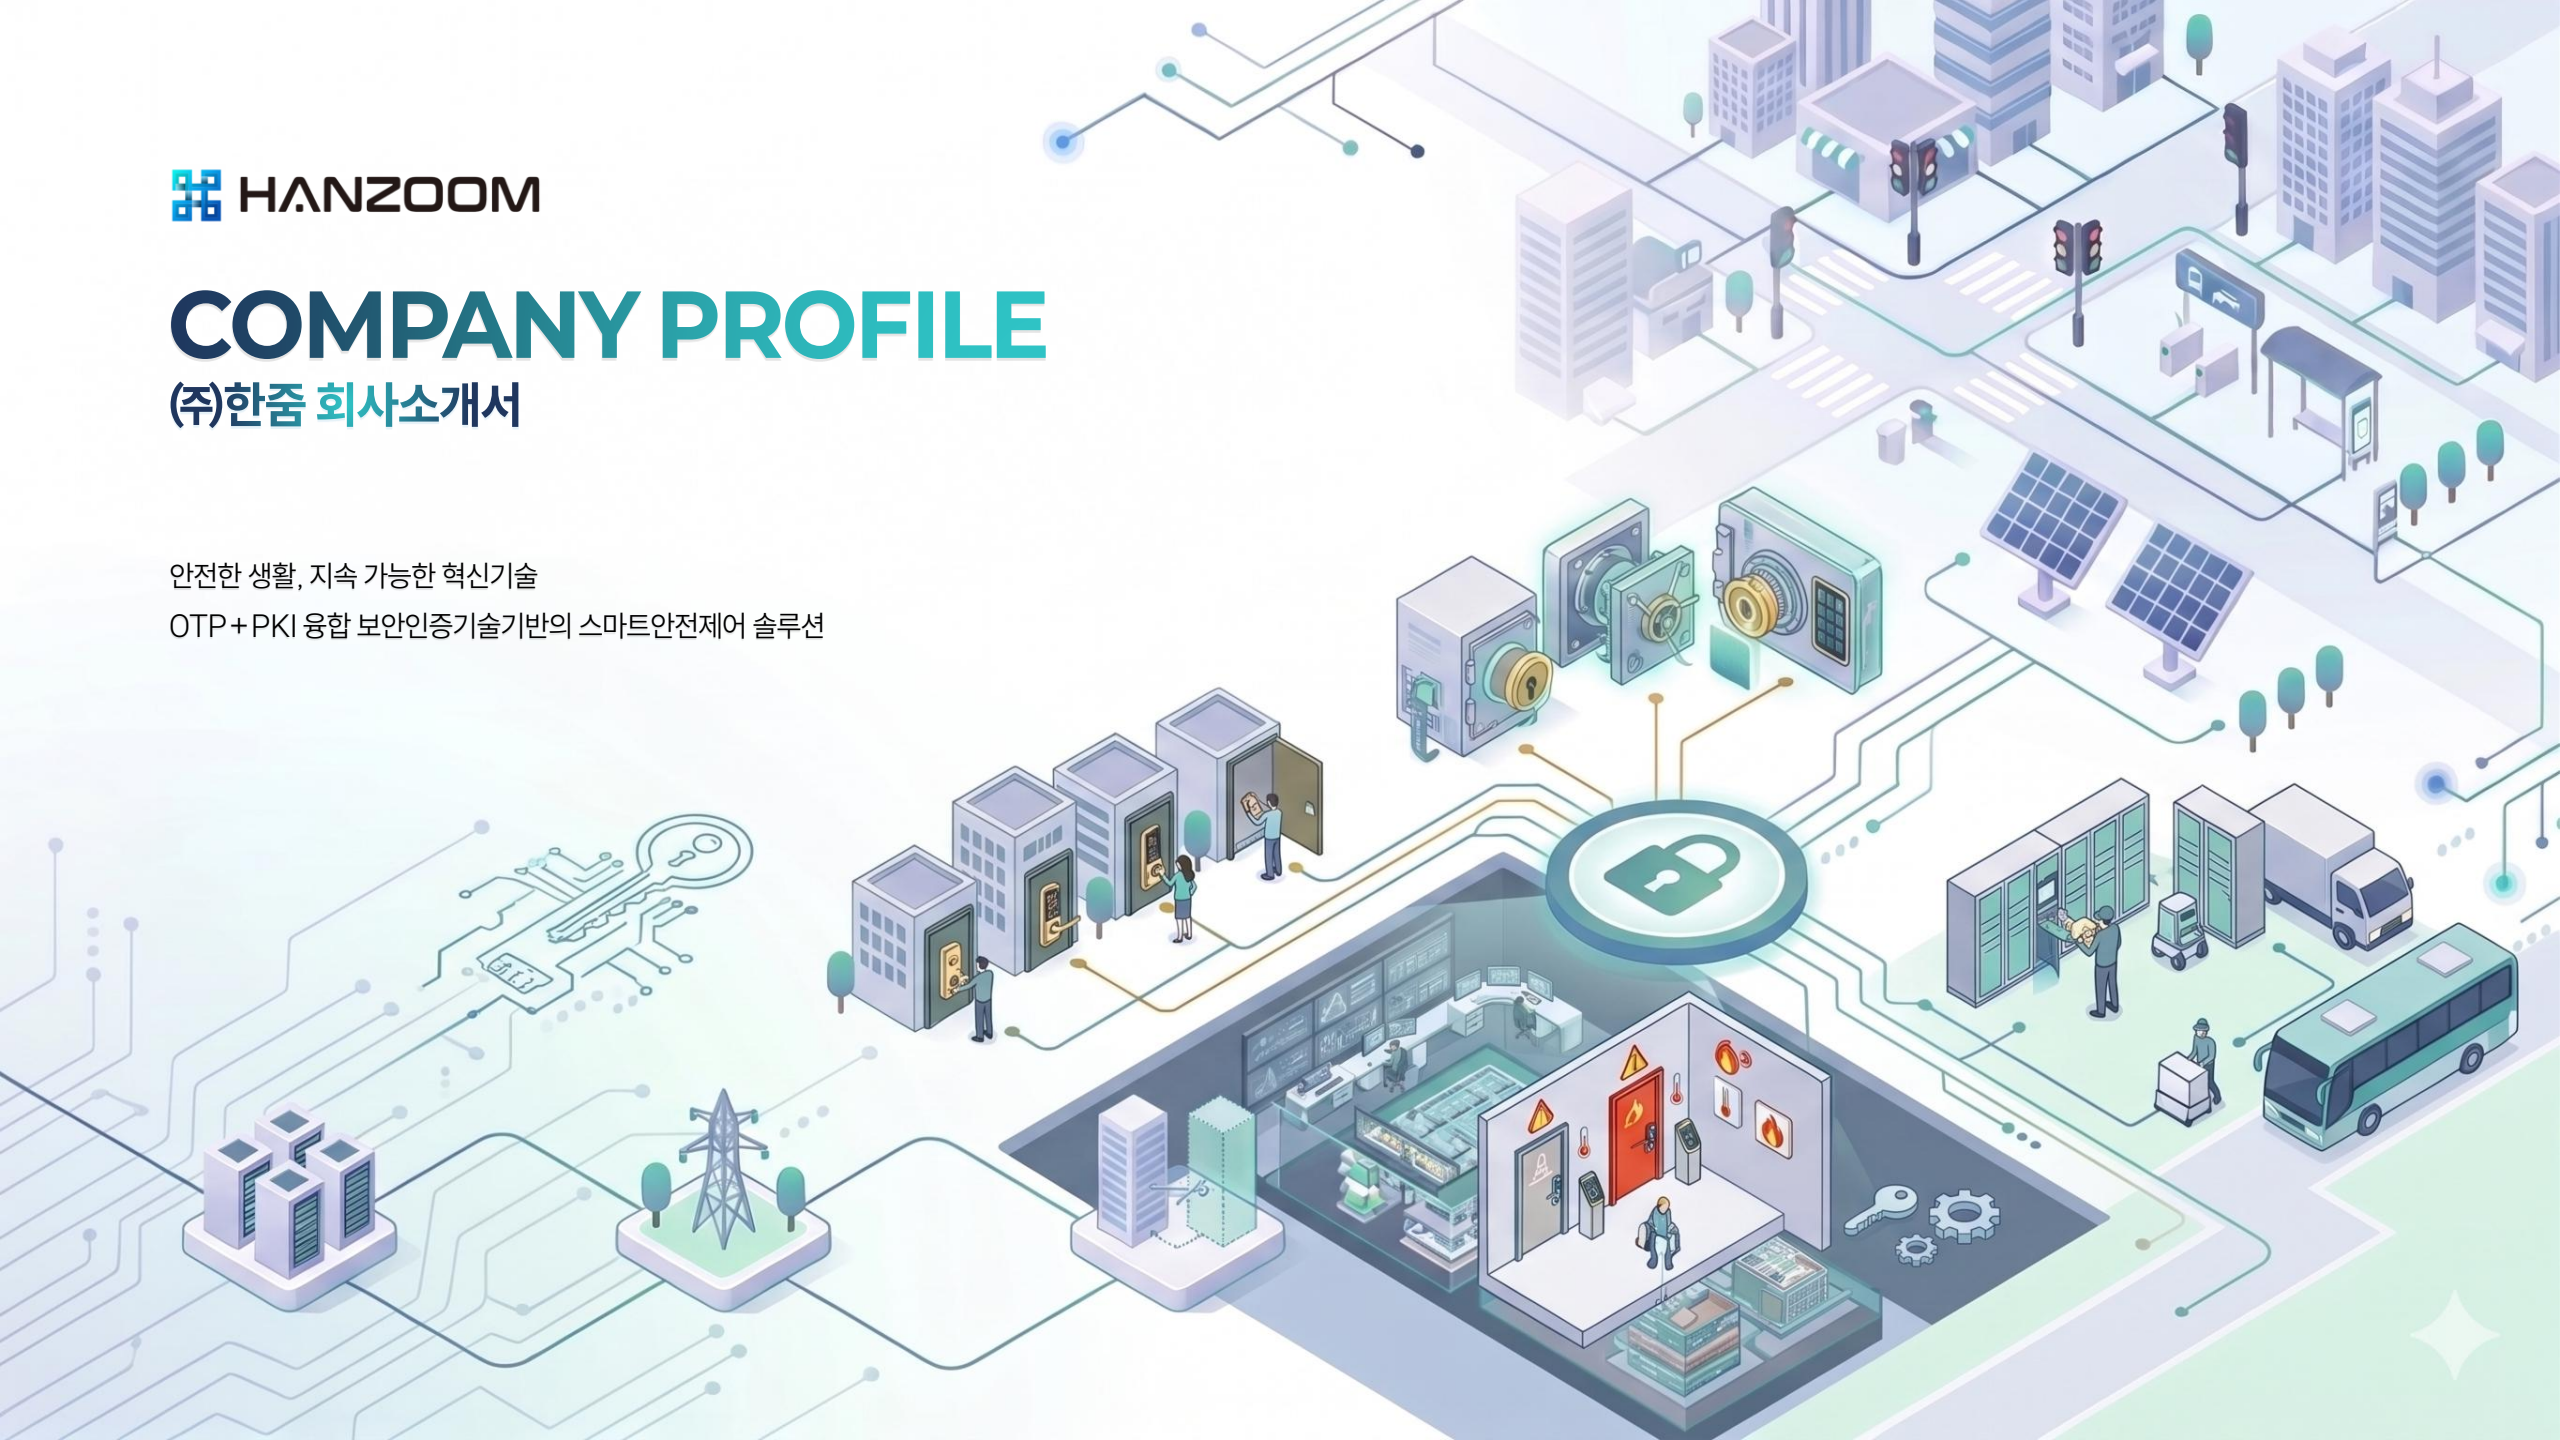 HANZOOM
COMPANY PROFILE
㈜한줌 회사소개서
안전한 생활, 지속 가능한 혁신기술
OTP+PKI 융합 보안인증기술기반의 스마트안전제어 솔루션